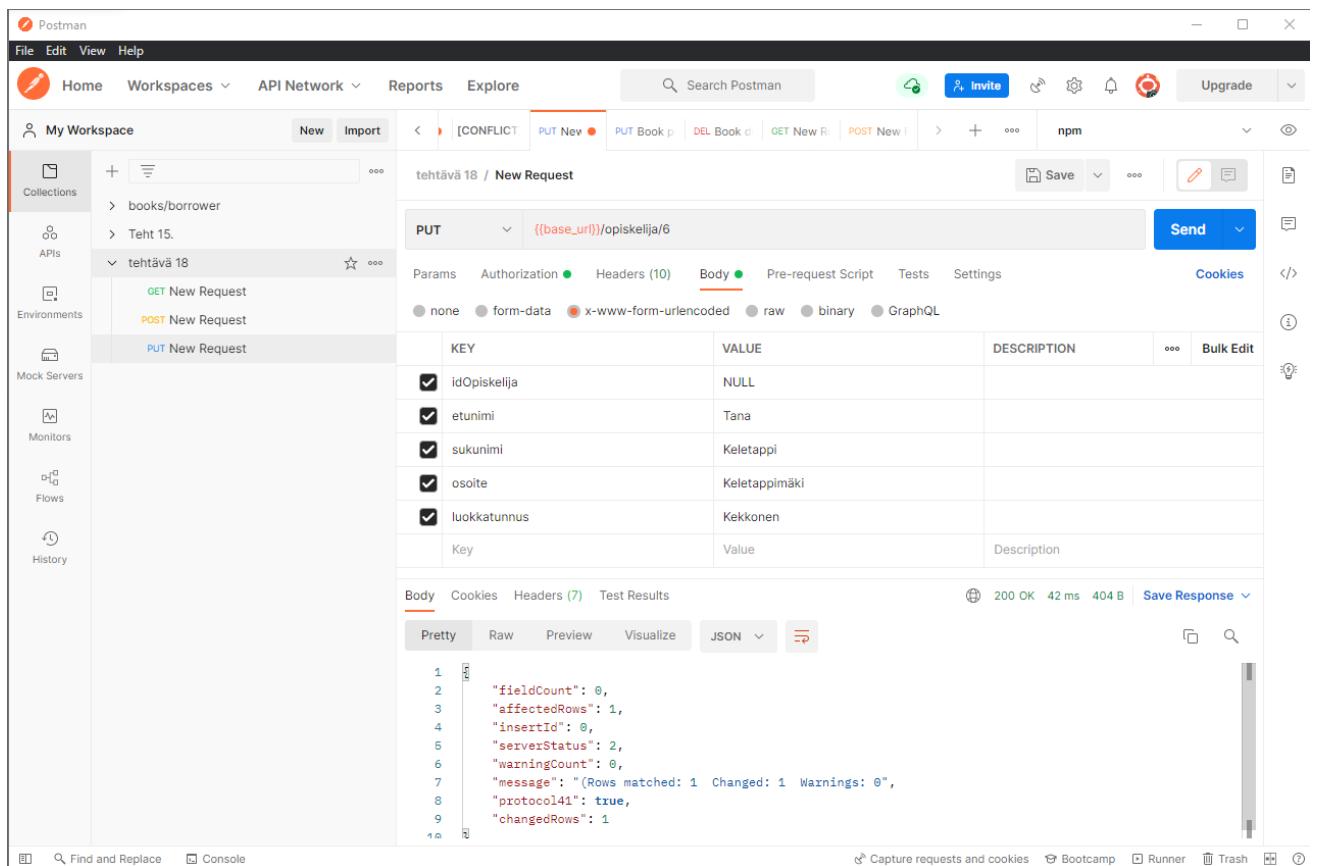 Postman
File Edit View Help
Home Workspaces API Network Reports Explore Search Postman Invite Upgrade
My Workspace New Import [CONFLICT PUT New PUT Book p DEL Book d GET New R POST New npm
Collections
APIs
Environments
Mock Servers
Monitors
Flows
History
books/borrower
Teht 15.
tehtävä 18
GET New Request
POST New Request
PUT New Request
tehtävä 18 / New Request Save
PUT {{base_url}}/opiskelija/6 Send
Params Authorization Headers (10) Body Pre-request Script Tests Settings Cookies
none form-data x-www-form-urlencoded raw binary GraphQL
KEY VALUE DESCRIPTION Bulk Edit
idOpiskelija NULL
etunimi Tana
sukunimi Keletappi
osoite Keletappimäki
luokkatunnus Kekkonen
Key Value Description
Body Cookies Headers (7) Test Results 200 OK 42 ms 404 B Save Response
Pretty Raw Preview Visualize JSON
1 {
2 "fieldCount": 0,
3 "affectedRows": 1,
4 "insertId": 0,
5 "serverStatus": 2,
6 "warningCount": 0,
7 "message": "(Rows matched: 1  Changed: 1  Warnings: 0",
8 "protocol41": true,
9 "changedRows": 1
10 }
Find and Replace Console Capture requests and cookies Bootcamp Runner Trash